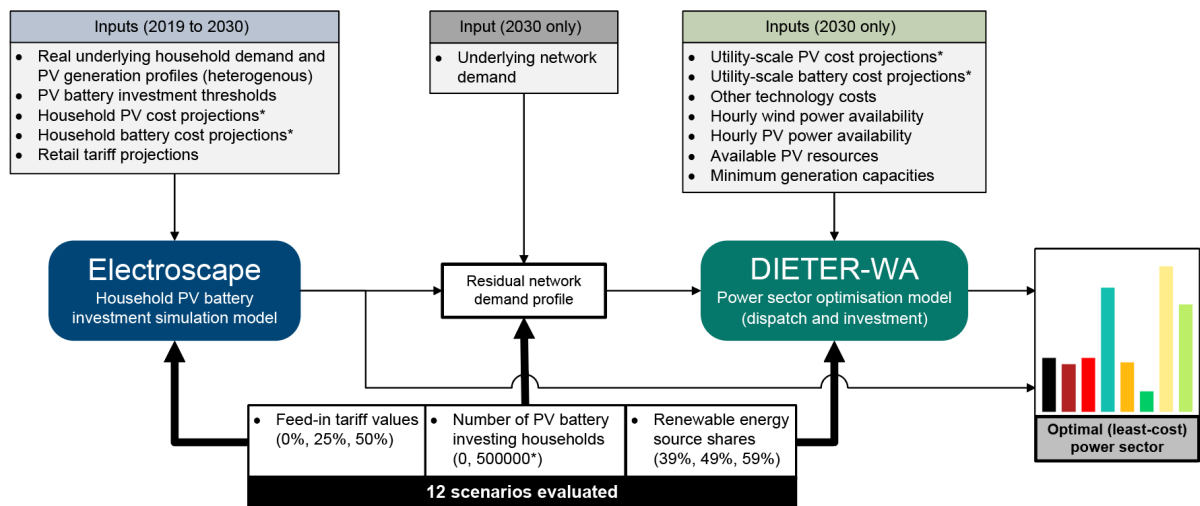 Inputs (2019 to 2030)
• Real underlying household demand and
PV generation profiles (heterogenous)
• PV battery investment thresholds
• Household PV cost projections*
• Household battery cost projections*
• Retail tariff projections
Input (2030 only)
• Underlying network
demand
Inputs (2030 only)
• Utility-scale PV cost projections*
• Utility-scale battery cost projections*
• Other technology costs
• Hourly wind power availability
• Hourly PV power availability
• Available PV resources
• Minimum generation capacities
Electroscape
Household PV battery
investment simulation model
Residual network
demand profile
DIETER-WA
Power sector optimisation model
(dispatch and investment)
Optimal (least-cost)
power sector
• Feed-in tariff values
(0%, 25%, 50%)
• Number of PV battery
investing households
(0, 500000*)
• Renewable energy
source shares
(39%, 49%, 59%)
12 scenarios evaluated